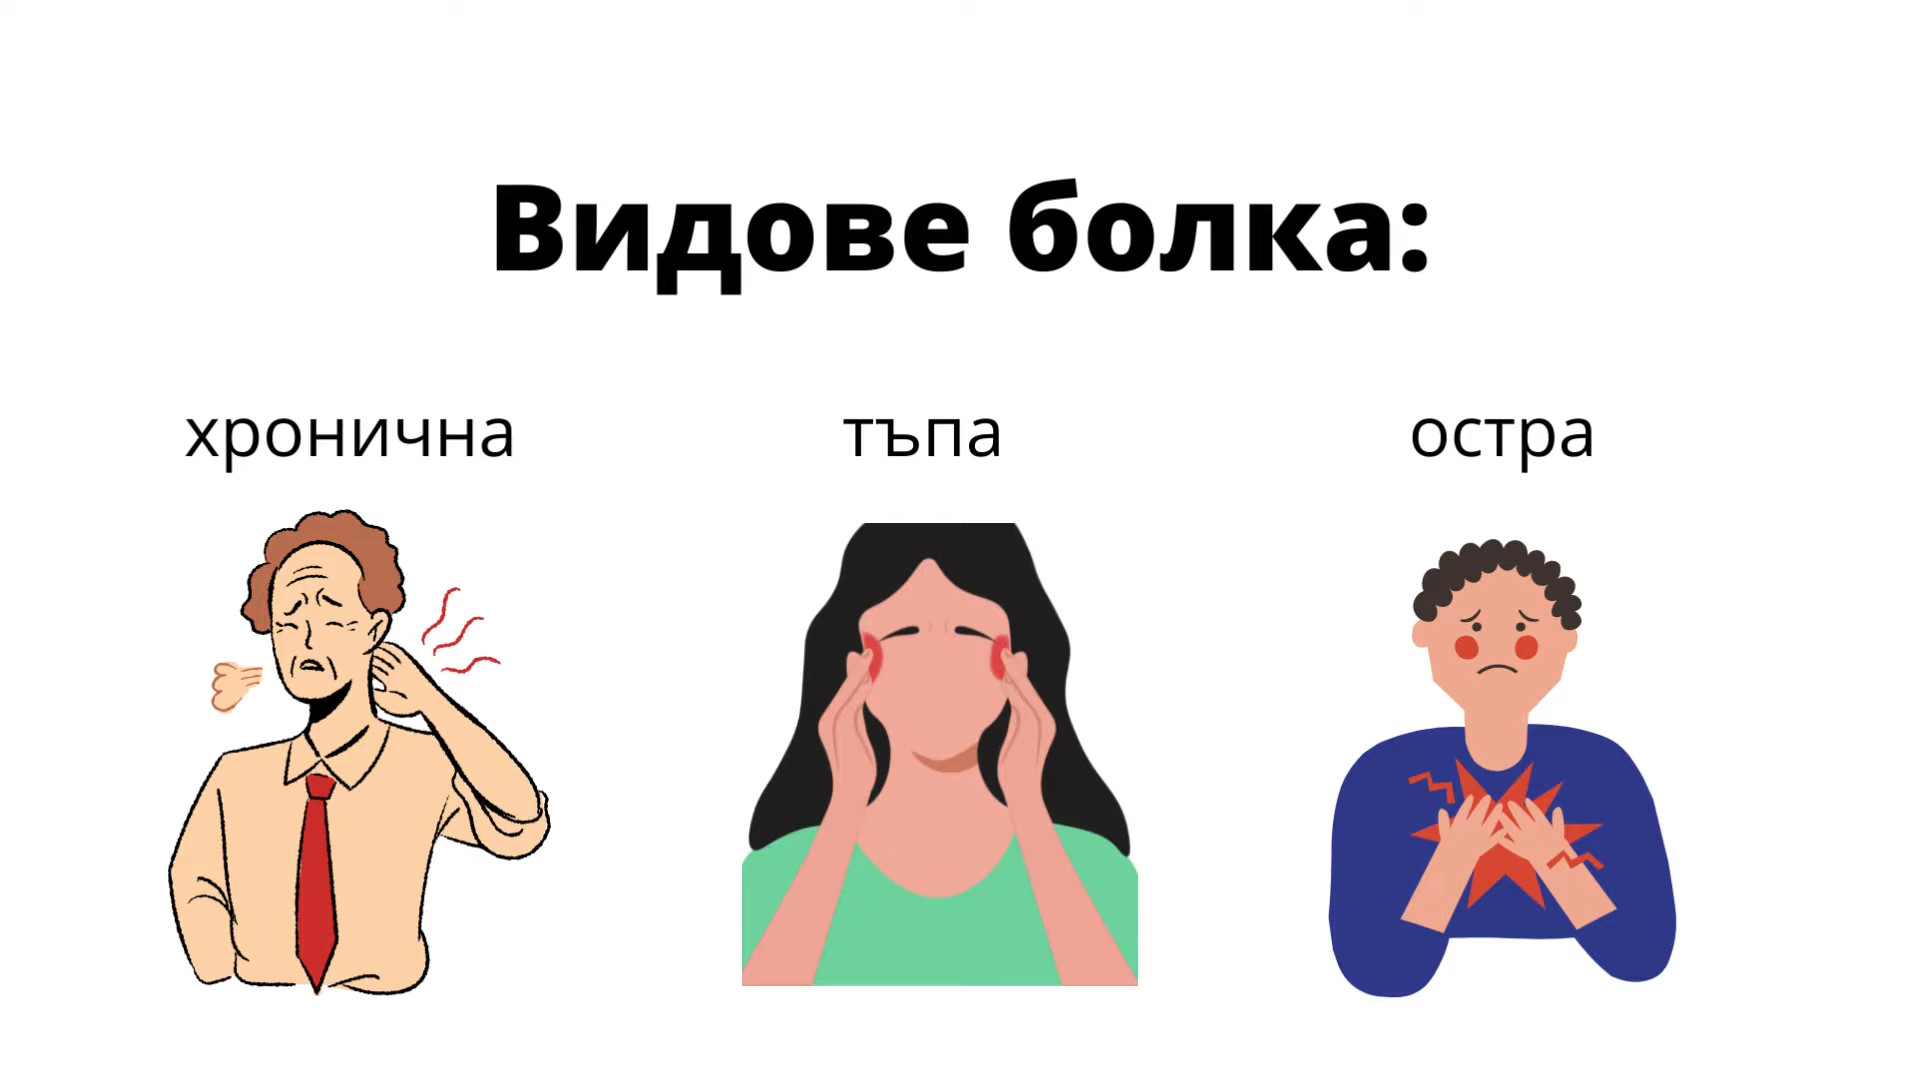 Видове болка:
хронична
тъпа
остра